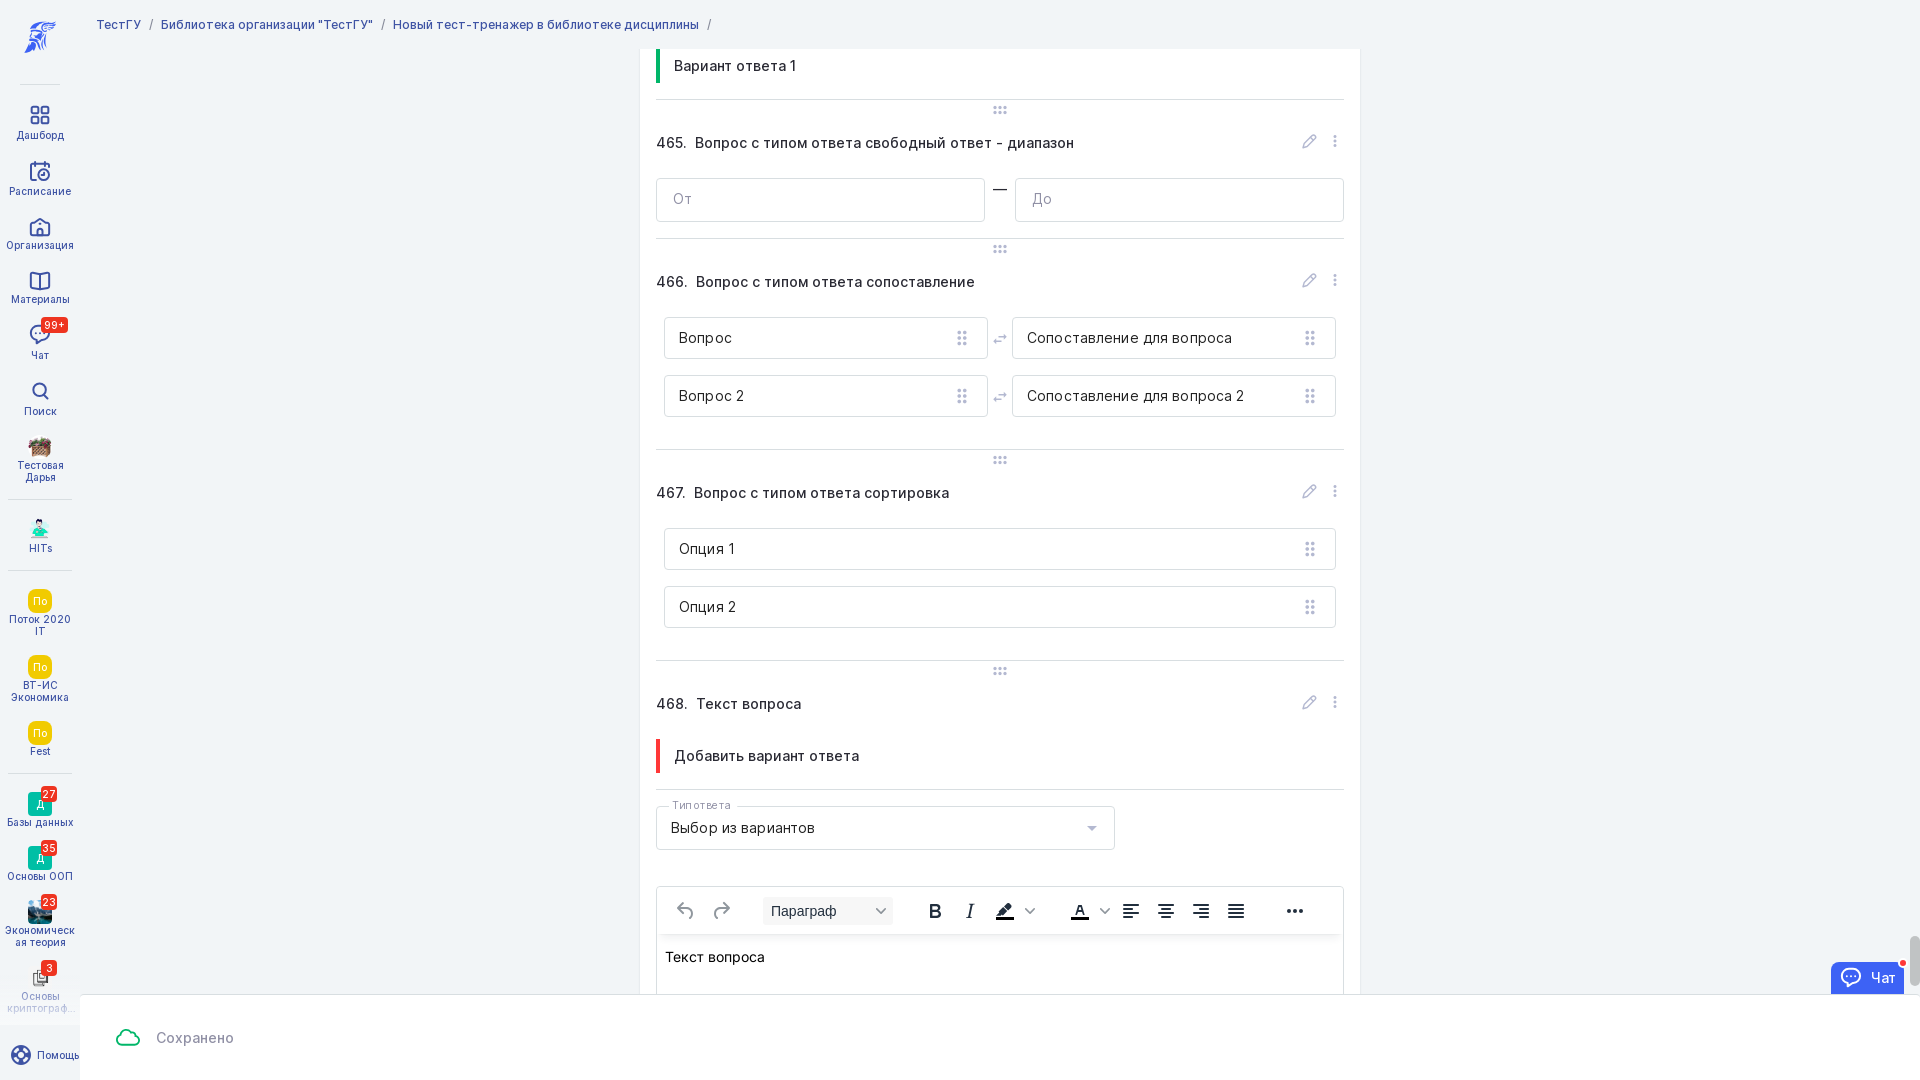 ТестГУ / Библиотека организации "ТестГУ" / Новый тест-тренажер в библиотеке дисциплины /
Дашборд
Расписание
Организация
Материалы
99+
Чат
Поиск
Тестовая
Дарья
HITs
По
Поток 2020
IT
По
ВТ-ИС
Экономика
По
Fest
27
Д
Базы данных
35
Д
Основы ООП
23
Экономическ
ая теория
3
Основы
криптограф...
Помощь
Вариант ответа 1
465. Вопрос с типом ответа свободный ответ - диапазон
От — До
466. Вопрос с типом ответа сопоставление
Вопрос Сопоставление для вопроса
Вопрос 2 Сопоставление для вопроса 2
467. Вопрос с типом ответа сортировка
Опция 1
Опция 2
468. Текст вопроса
Добавить вариант ответа
Тип ответа
Выбор из вариантов
Параграф B I A
Текст вопроса
Чат
Сохранено